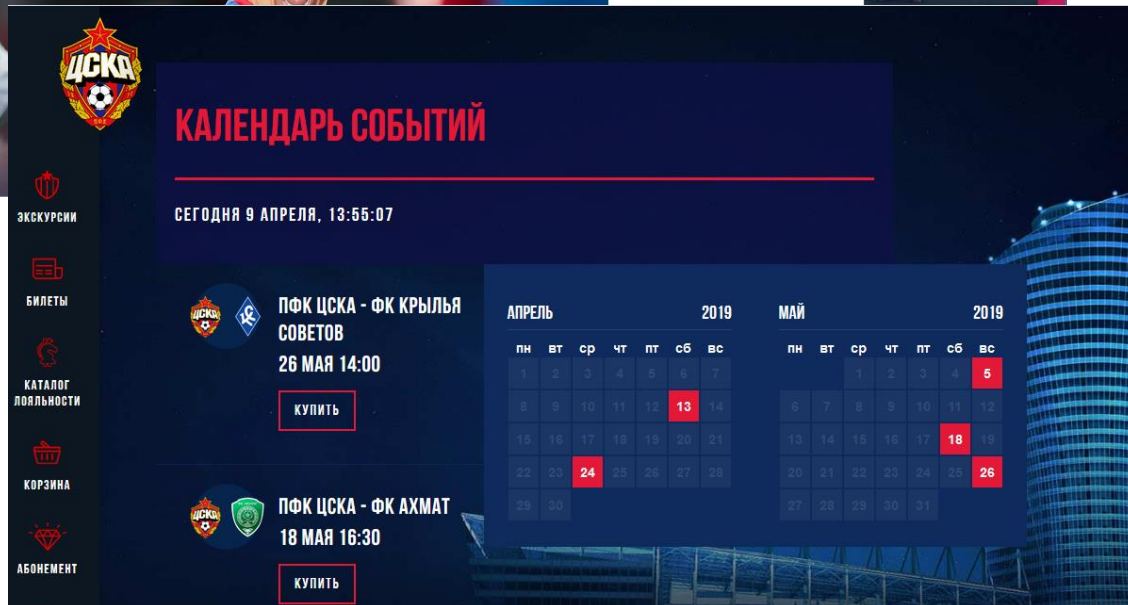 ЦСКА
КАЛЕНДАРЬ СОБЫТИЙ
СЕГОДНЯ 9 АПРЕЛЯ, 13:55:07
ЭКСКУРСИИ
БИЛЕТЫ
КАТАЛОГ
ЛОЯЛЬНОСТИ
КОРЗИНА
АБОНЕМЕНТ
ЦСКА
КС
ПФК ЦСКА - ФК КРЫЛЬЯ
СОВЕТОВ
26 МАЯ 14:00
КУПИТЬ
ЦСКА
ПФК ЦСКА - ФК АХМАТ
18 МАЯ 16:30
КУПИТЬ
АПРЕЛЬ 2019
пн вт ср чт пт сб вс
1 2 3 4 5 6 7
8 9 10 11 12 13 14
15 16 17 18 19 20 21
22 23 24 25 26 27 28
29 30
МАЙ 2019
пн вт ср чт пт сб вс
1 2 3 4 5
6 7 8 9 10 11 12
13 14 15 16 17 18 19
20 21 22 23 24 25 26
27 28 29 30 31